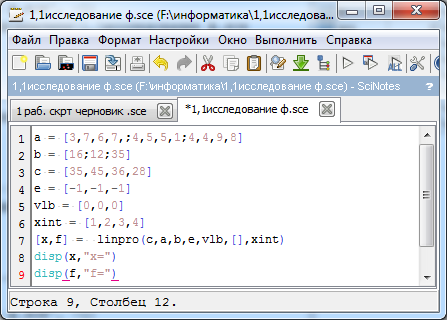 1,1исследование ф.sce (F:\информатика\1,1исследова...
Файл Правка Формат Настройки Окно Выполнить Справка
1,1исследование ф.sce (F:\информатика\1,1исследование ф.sce) - SciNotes
1 раб. скрт черновик .sce *1,1исследование ф.sce
1 a = [3,7,6,7,;4,5,5,1;4,4,9,8]
2 b = [16;12;35]
3 c = [35,45,36,28]
4 e = [-1,-1,-1]
5 vlb = [0,0,0]
6 xint = [1,2,3,4]
7 [x,f] = linpro(c,a,b,e,vlb,[],xint)
8 disp(x,"x=")
9 disp(f,"f=")
Строка 9, Столбец 12.